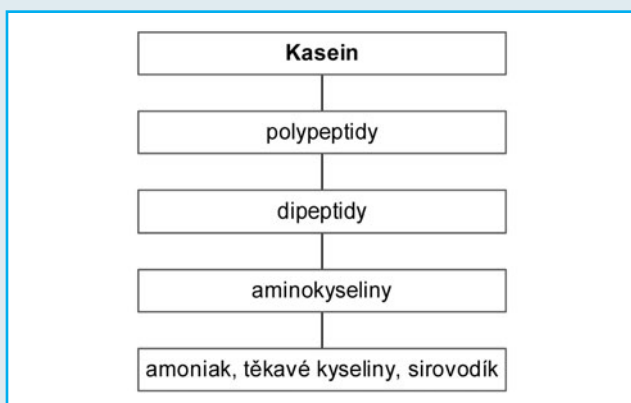 Kasein
polypeptidy
dipeptidy
aminokyseliny
amoniak, těkavé kyseliny, sirovodík